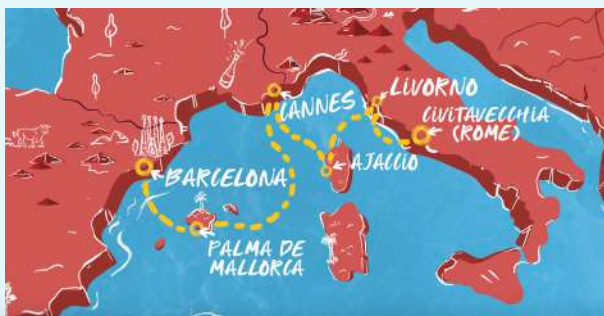 LIVORNO
CANNES
CIVITAVECCHIA
(ROME)
AJACCIO
BARCELONA
PALMA DE
MALLORCA